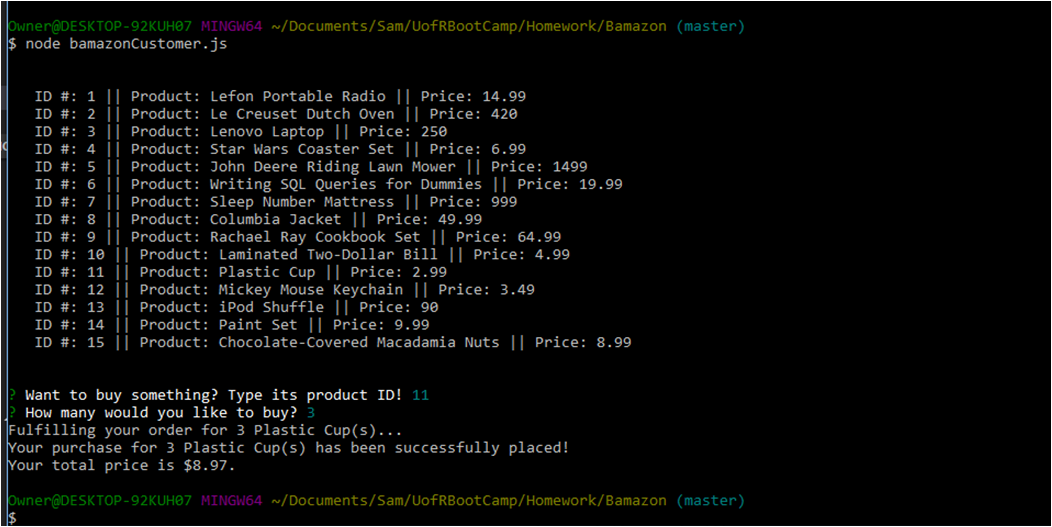 Owner@DESKTOP-92KUH07 MINGW64 ~/Documents/Sam/UofRBootCamp/Homework/Bamazon (master)
$ node bamazonCustomer.js
ID #: 1 || Product: Lefon Portable Radio || Price: 14.99
ID #: 2 || Product: Le Creuset Dutch Oven || Price: 420
ID #: 3 || Product: Lenovo Laptop || Price: 250
ID #: 4 || Product: Star Wars Coaster Set || Price: 6.99
ID #: 5 || Product: John Deere Riding Lawn Mower || Price: 1499
ID #: 6 || Product: Writing SQL Queries for Dummies || Price: 19.99
ID #: 7 || Product: Sleep Number Mattress || Price: 999
ID #: 8 || Product: Columbia Jacket || Price: 49.99
ID #: 9 || Product: Rachael Ray Cookbook Set || Price: 64.99
ID #: 10 || Product: Laminated Two-Dollar Bill || Price: 4.99
ID #: 11 || Product: Plastic Cup || Price: 2.99
ID #: 12 || Product: Mickey Mouse Keychain || Price: 3.49
ID #: 13 || Product: iPod Shuffle || Price: 90
ID #: 14 || Product: Paint Set || Price: 9.99
ID #: 15 || Product: Chocolate-Covered Macadamia Nuts || Price: 8.99
? Want to buy something? Type its product ID! 11
? How many would you like to buy? 3
Fulfilling your order for 3 Plastic Cup(s)...
Your purchase for 3 Plastic Cup(s) has been successfully placed!
Your total price is $8.97.
Owner@DESKTOP-92KUH07 MINGW64 ~/Documents/Sam/UofRBootCamp/Homework/Bamazon (master)
$